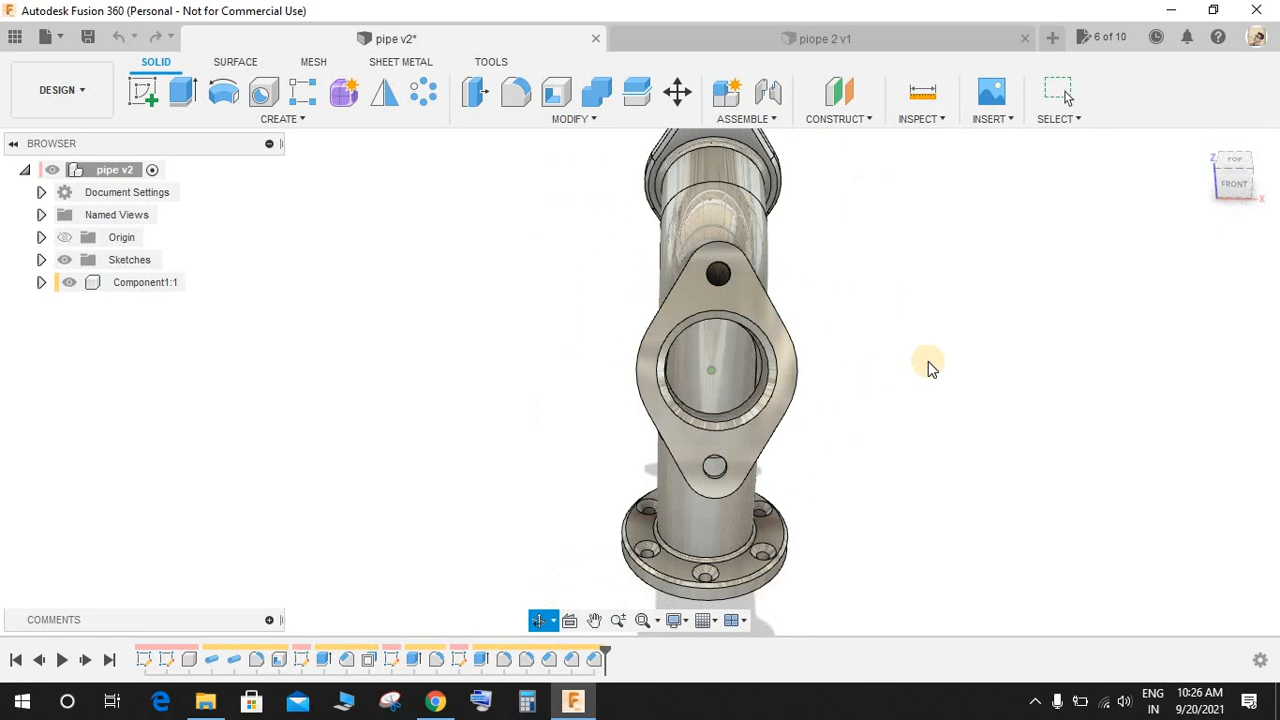 Autodesk Fusion 360 (Personal - Not for Commercial Use)
pipe v2*
piope 2 v1
6 of 10
DESIGN
SOLID
SURFACE
MESH
SHEET METAL
TOOLS
CREATE
MODIFY
ASSEMBLE
CONSTRUCT
INSPECT
INSERT
SELECT
BROWSER
pipe v2
Document Settings
Named Views
Origin
Sketches
Component1:1
TOP
FRONT
Z
X
COMMENTS
ENG
IN
10:26 AM
9/20/2021